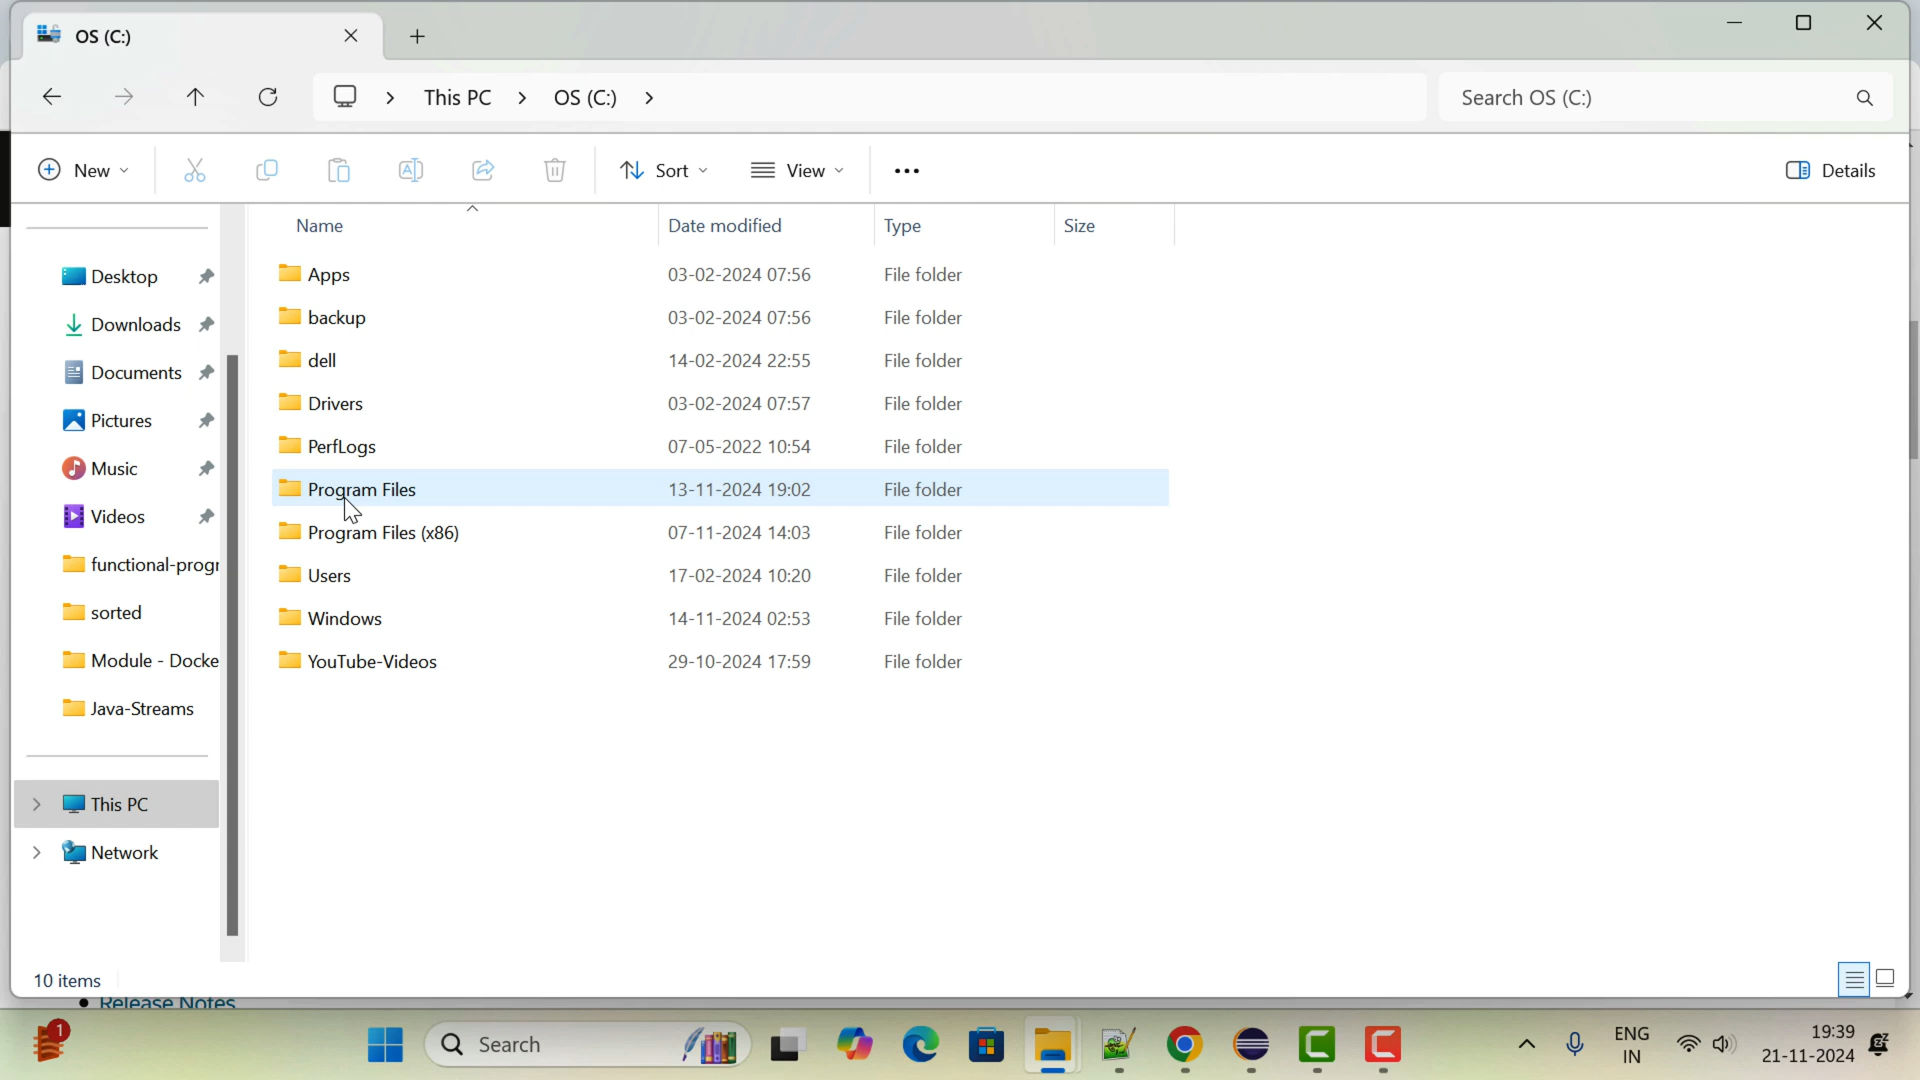 OS (C:)
This PC
OS (C:)
Search OS (C:)
New
Sort
View
Details
Name
Date modified
Type
Size
Desktop
Downloads
Documents
Pictures
Music
Videos
functional-progr
sorted
Module - Docke
Java-Streams
This PC
Network
Apps 03-02-2024 07:56 File folder
backup 03-02-2024 07:56 File folder
dell 14-02-2024 22:55 File folder
Drivers 03-02-2024 07:57 File folder
PerfLogs 07-05-2022 10:54 File folder
Program Files 13-11-2024 19:02 File folder
Program Files (x86) 07-11-2024 14:03 File folder
Users 17-02-2024 10:20 File folder
Windows 14-11-2024 02:53 File folder
YouTube-Videos 29-10-2024 17:59 File folder
10 items
Release Notes
1
Search
ENG
IN
19:39
21-11-2024